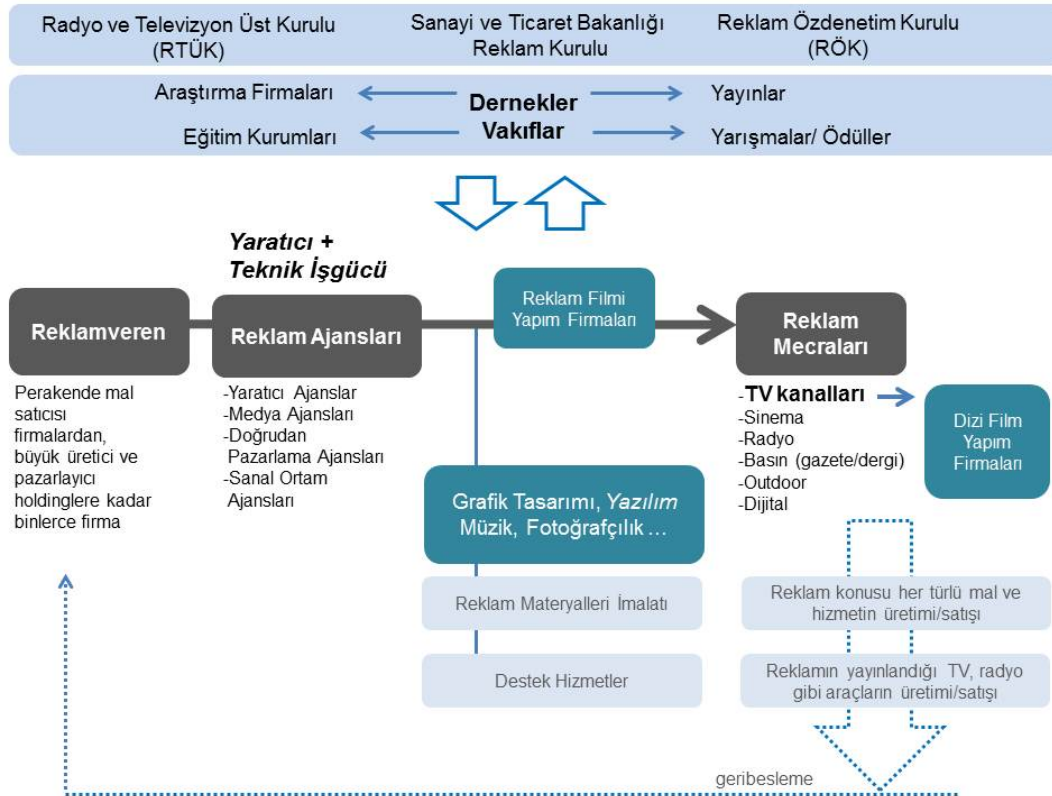 Radyo ve Televizyon Üst Kurulu
(RTÜK)
Sanayi ve Ticaret Bakanlığı
Reklam Kurulu
Reklam Özdenetim Kurulu
(RÖK)
Araştırma Firmaları
Eğitim Kurumları
Dernekler
Vakıflar
Yayınlar
Yarışmalar/ Ödüller
Yaratıcı +
Teknik İşgücü
Reklamveren
Reklam Ajansları
Reklam Filmi
Yapım Firmaları
Reklam
Mecraları
Perakende mal
satıcısı
firmalardan,
büyük üretici ve
pazarlayıcı
holdinglere kadar
binlerce firma
-Yaratıcı Ajanslar
-Medya Ajansları
-Doğrudan
Pazarlama Ajansları
-Sanal Ortam
Ajansları
Grafik Tasarımı, Yazılım
Müzik, Fotoğrafçılık ...
Reklam Materyalleri İmalatı
Destek Hizmetler
-TV kanalları
-Sinema
-Radyo
-Basın (gazete/dergi)
-Outdoor
-Dijital
Dizi Film
Yapım
Firmaları
Reklam konusu her türlü mal ve
hizmetin üretimi/satışı
Reklamın yayınlandığı TV, radyo
gibi araçların üretimi/satışı
geribesleme